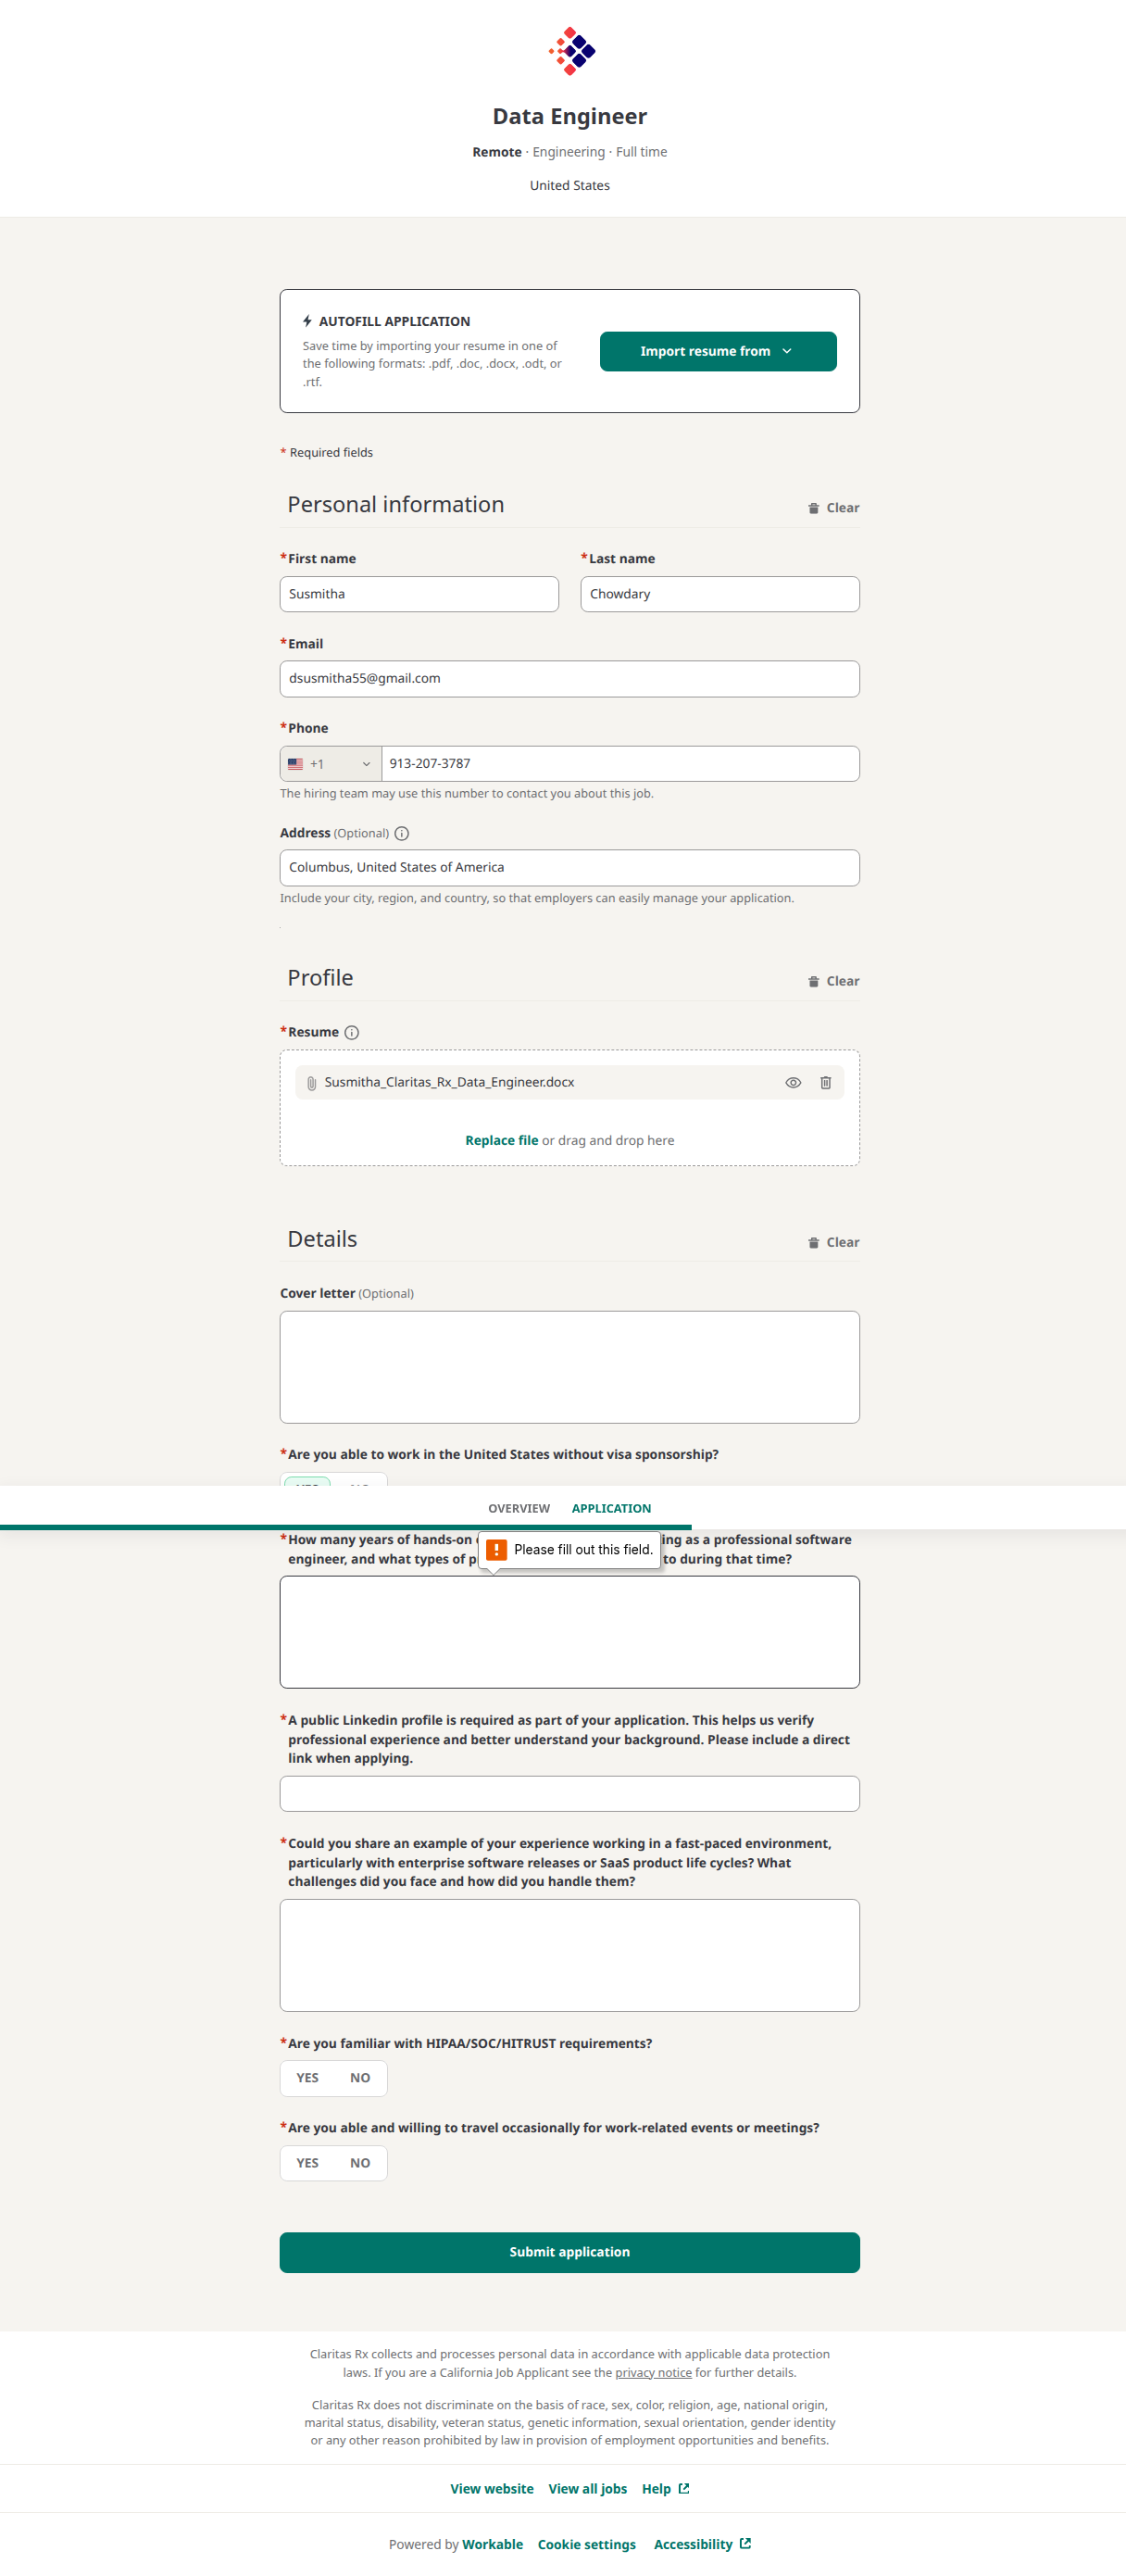 Data Engineer
Remote · Engineering · Full time
United States
AUTOFILL APPLICATION
Save time by importing your resume in one of
the following formats: .pdf, .doc, .docx, .odt, or
.rtf.
Import resume from
* Required fields
Personal information
Clear
*First name
*Last name
Susmitha
Chowdary
*Email
dsusmitha55@gmail.com
*Phone
+1
913-207-3787
The hiring team may use this number to contact you about this job.
Address (Optional)
Columbus, United States of America
Include your city, region, and country, so that employers can easily manage your application.
Profile
Clear
*Resume
Susmitha_Claritas_Rx_Data_Engineer.docx
Replace file or drag and drop here
Details
Clear
Cover letter (Optional)
*Are you able to work in the United States without visa sponsorship?
OVERVIEW APPLICATION
*How many years of hands-on ing as a professional software
Please fill out this field.
engineer, and what types of p to during that time?
*A public Linkedin profile is required as part of your application. This helps us verify
professional experience and better understand your background. Please include a direct
link when applying.
*Could you share an example of your experience working in a fast-paced environment,
particularly with enterprise software releases or SaaS product life cycles? What
challenges did you face and how did you handle them?
*Are you familiar with HIPAA/SOC/HITRUST requirements?
YES NO
*Are you able and willing to travel occasionally for work-related events or meetings?
YES NO
Submit application
Claritas Rx collects and processes personal data in accordance with applicable data protection
laws. If you are a California Job Applicant see the privacy notice for further details.
Claritas Rx does not discriminate on the basis of race, sex, color, religion, age, national origin,
marital status, disability, veteran status, genetic information, sexual orientation, gender identity
or any other reason prohibited by law in provision of employment opportunities and benefits.
View website View all jobs Help
Powered by Workable Cookie settings Accessibility